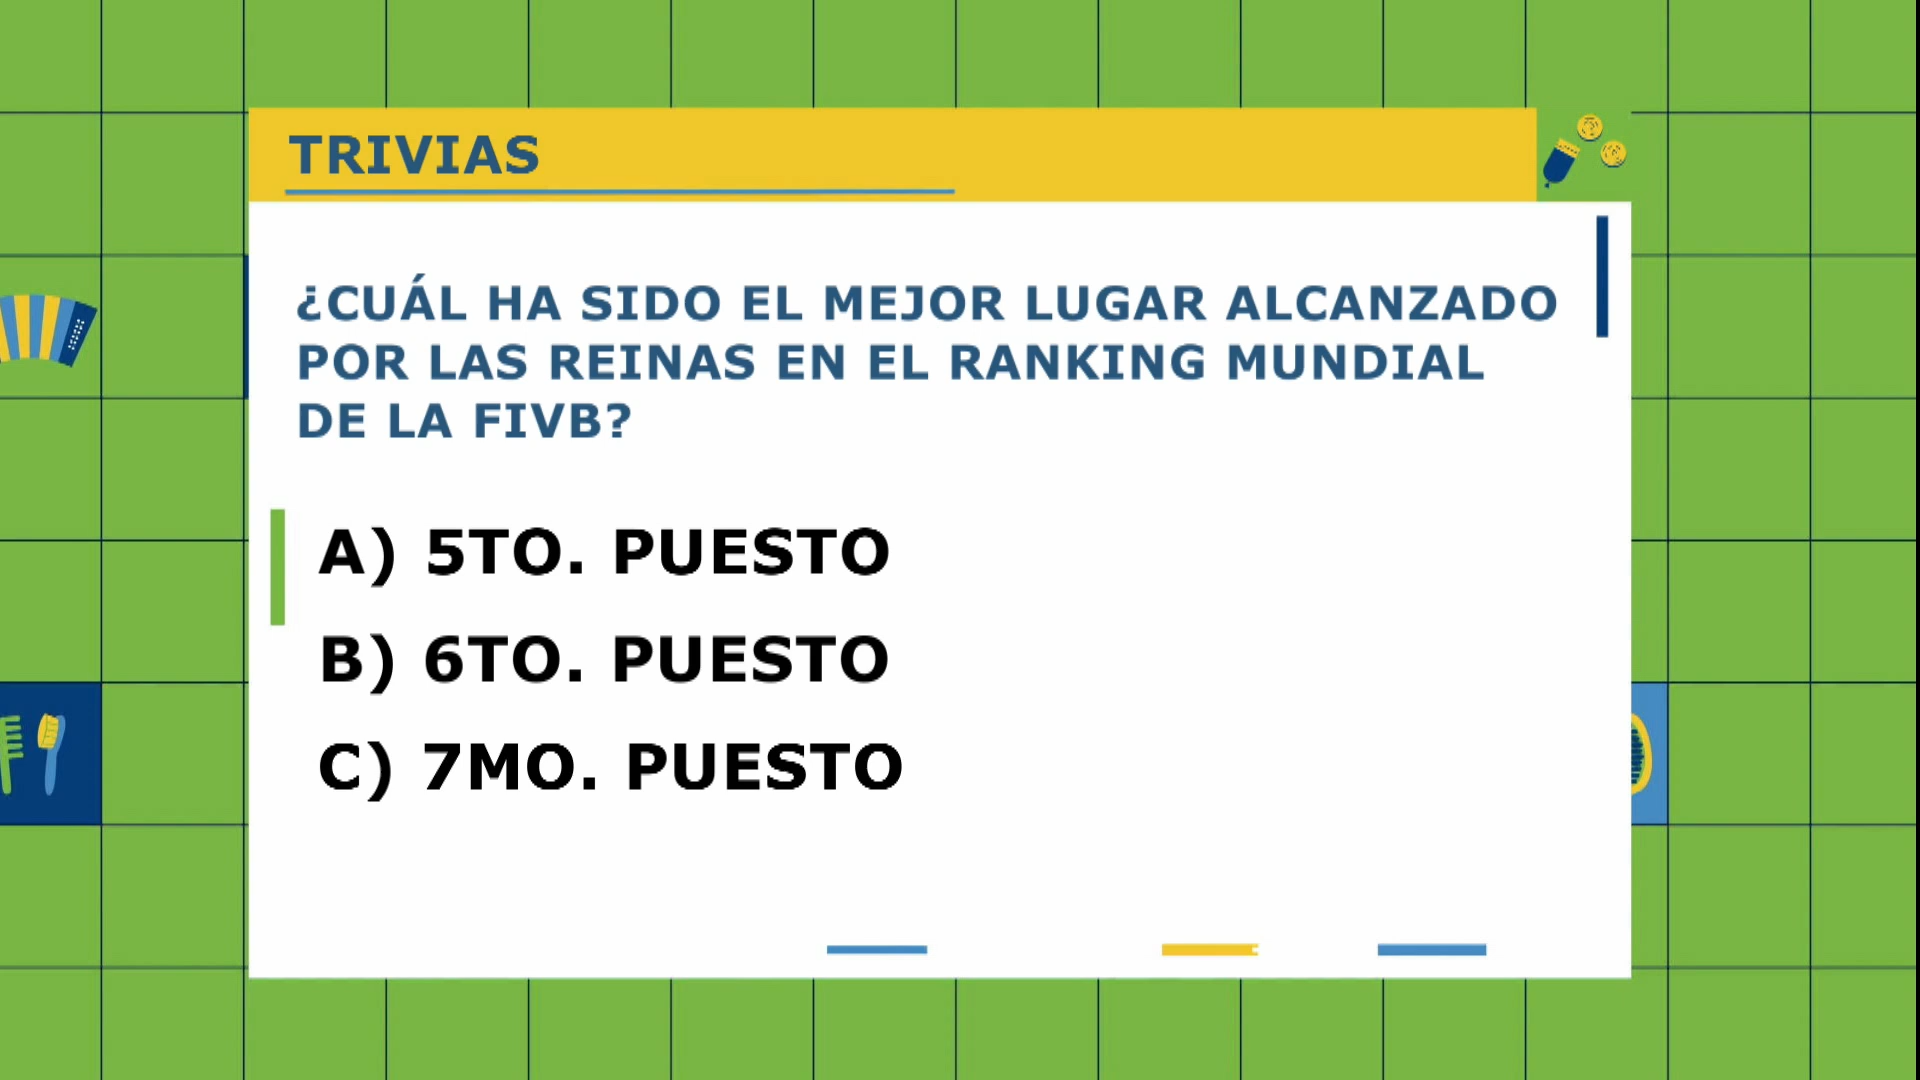 TRIVIAS
¿CUÁL HA SIDO EL MEJOR LUGAR ALCANZADO
POR LAS REINAS EN EL RANKING MUNDIAL
DE LA FIVB?
A) 5TO. PUESTO
B) 6TO. PUESTO
C) 7MO. PUESTO